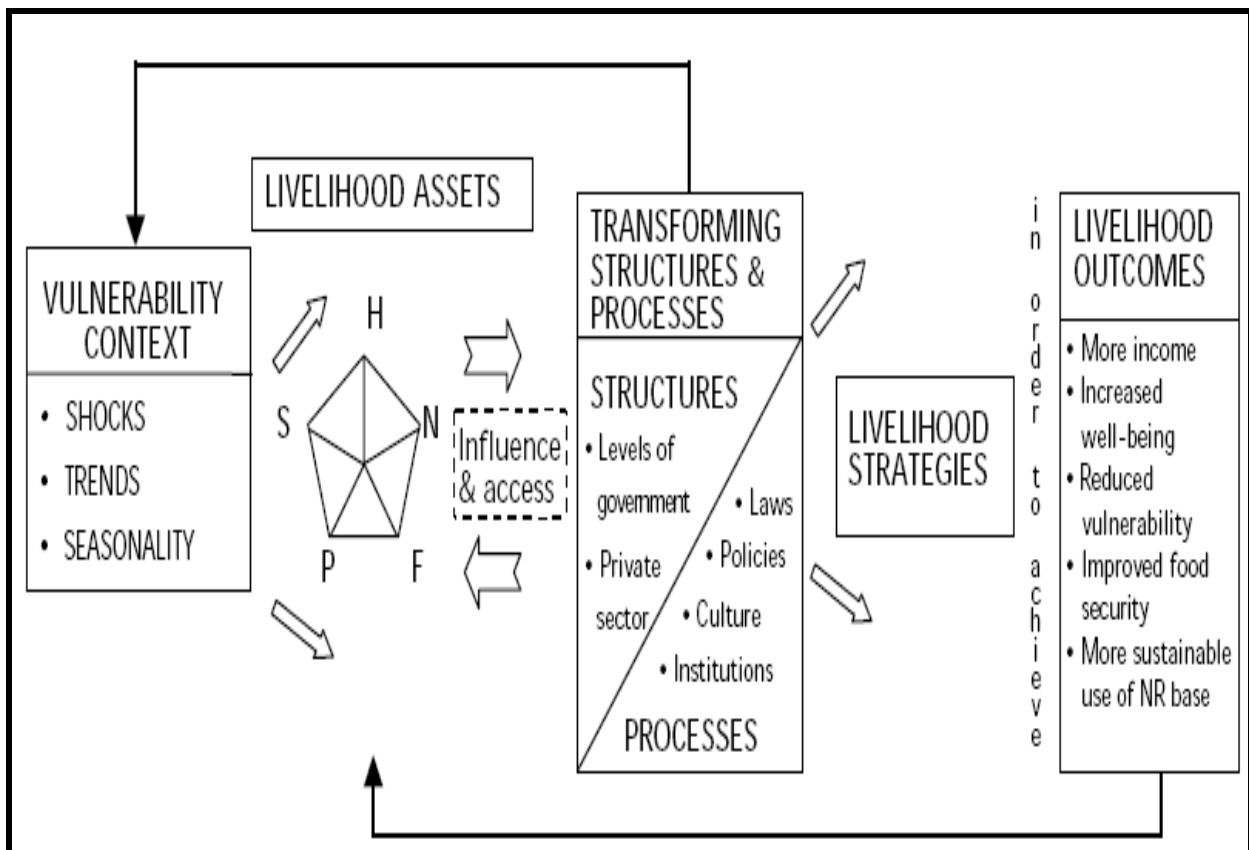 LIVELIHOOD ASSETS
VULNERABILITY
CONTEXT
• SHOCKS
• TRENDS
• SEASONALITY
H
S
N
P
F
Influence
& access
TRANSFORMING
STRUCTURES &
PROCESSES
STRUCTURES
• Levels of
government
• Private
sector
• Laws
• Policies
• Culture
• Institutions
PROCESSES
LIVELIHOOD
STRATEGIES
in order to achieve
LIVELIHOOD
OUTCOMES
• More income
• Increased
well-being
• Reduced
vulnerability
• Improved food
security
• More sustainable
use of NR base